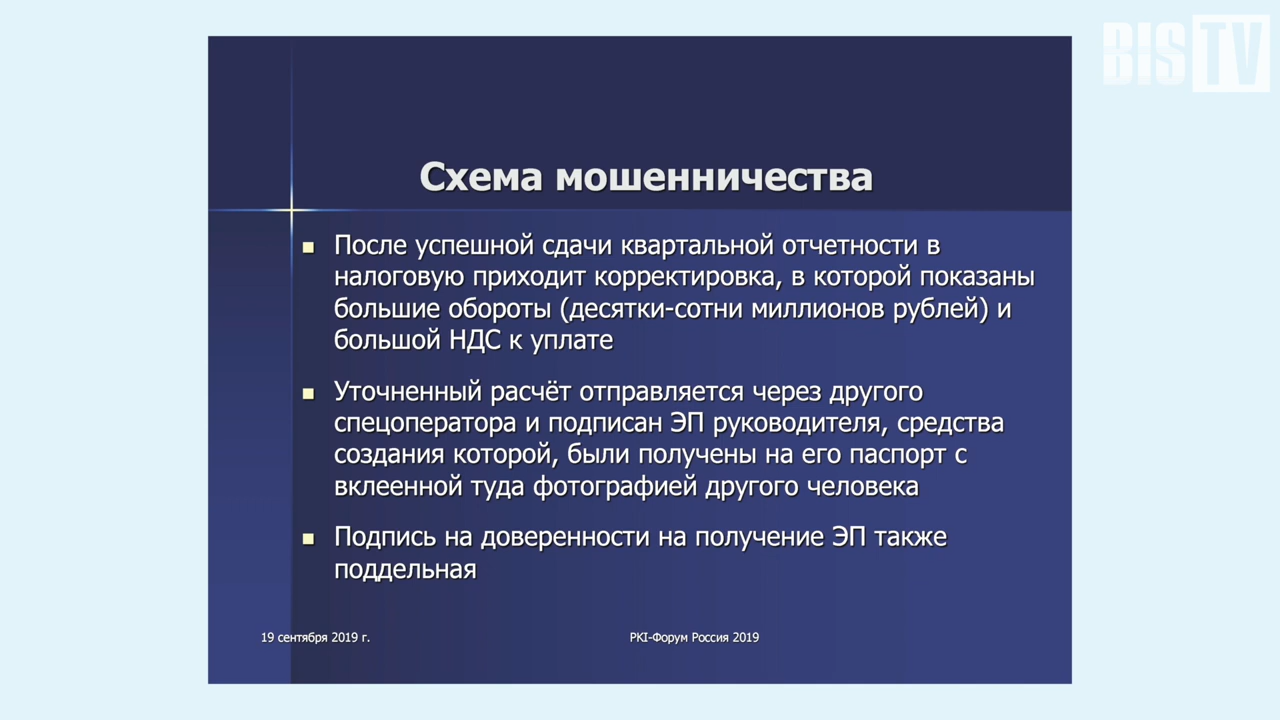 BIS TV
Схема мошенничества
После успешной сдачи квартальной отчетности в
налоговую приходит корректировка, в которой показаны
большие обороты (десятки-сотни миллионов рублей) и
большой НДС к уплате
Уточненный расчёт отправляется через другого
спецоператора и подписан ЭП руководителя, средства
создания которой, были получены на его паспорт с
вклеенной туда фотографией другого человека
Подпись на доверенности на получение ЭП также
поддельная
19 сентября 2019 г.
PKI-Форум Россия 2019